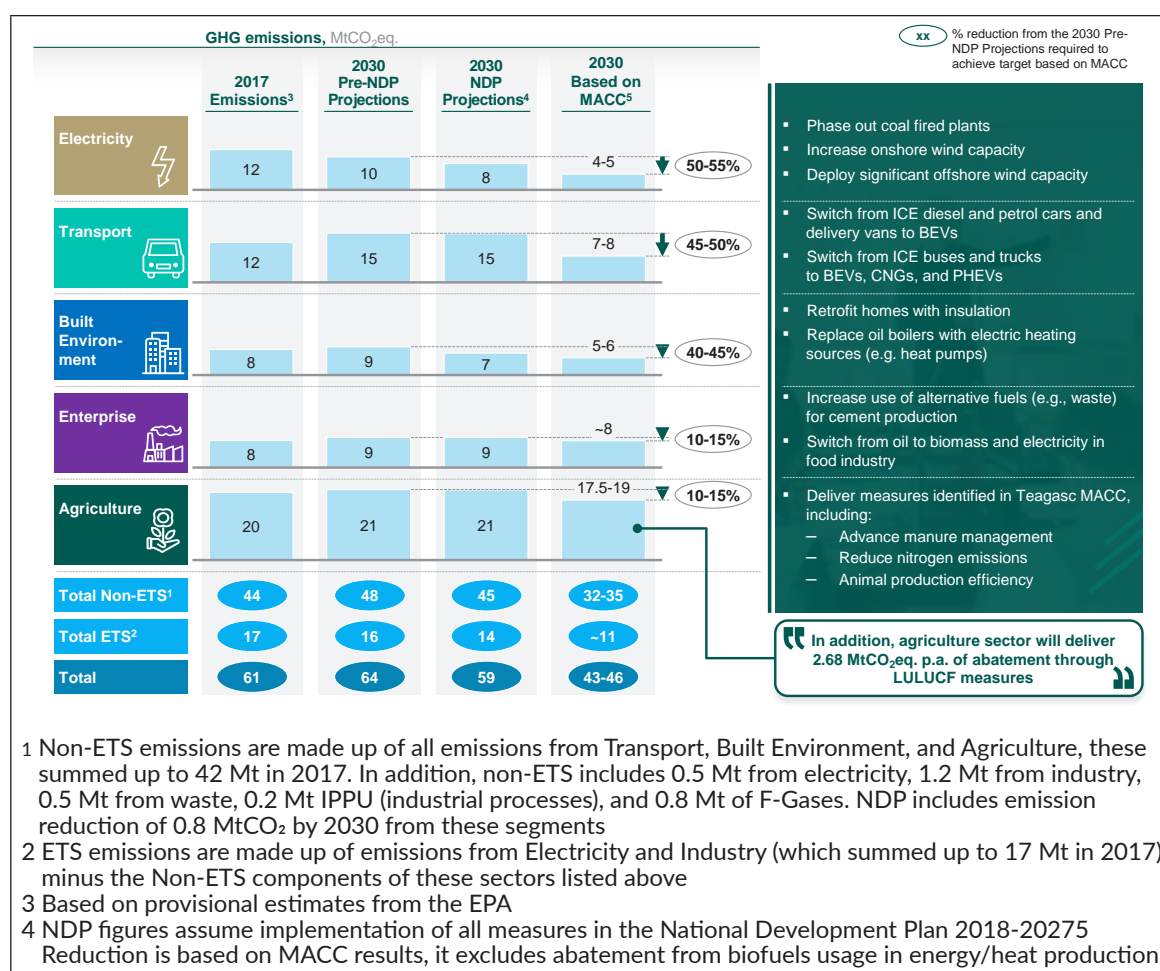 GHG emissions, MtCO₂eq.
xx
% reduction from the 2030 Pre-
NDP Projections required to
achieve target based on MACC
2017
Emissions³
2030
Pre-NDP
Projections
2030
NDP
Projections⁴
2030
Based on
MACC⁵
Electricity
12
10
8
4-5
50-55%
▪ Phase out coal fired plants
▪ Increase onshore wind capacity
▪ Deploy significant offshore wind capacity
Transport
12
15
15
7-8
45-50%
▪ Switch from ICE diesel and petrol cars and
delivery vans to BEVs
▪ Switch from ICE buses and trucks
to BEVs, CNGs, and PHEVs
Built
Environ-
ment
8
9
7
5-6
40-45%
▪ Retrofit homes with insulation
▪ Replace oil boilers with electric heating
sources (e.g. heat pumps)
Enterprise
8
9
9
~8
10-15%
▪ Increase use of alternative fuels (e.g., waste)
for cement production
▪ Switch from oil to biomass and electricity in
food industry
Agriculture
20
21
21
17.5-19
10-15%
▪ Deliver measures identified in Teagasc MACC,
including:
– Advance manure management
– Reduce nitrogen emissions
– Animal production efficiency
Total Non-ETS¹
44
48
45
32-35
Total ETS²
17
16
14
~11
Total
61
64
59
43-46
In addition, agriculture sector will deliver
2.68 MtCO₂eq. p.a. of abatement through
LULUCF measures
1 Non-ETS emissions are made up of all emissions from Transport, Built Environment, and Agriculture, these
summed up to 42 Mt in 2017. In addition, non-ETS includes 0.5 Mt from electricity, 1.2 Mt from industry,
0.5 Mt from waste, 0.2 Mt IPPU (industrial processes), and 0.8 Mt of F-Gases. NDP includes emission
reduction of 0.8 MtCO₂ by 2030 from these segments
2 ETS emissions are made up of emissions from Electricity and Industry (which summed up to 17 Mt in 2017)
minus the Non-ETS components of these sectors listed above
3 Based on provisional estimates from the EPA
4 NDP figures assume implementation of all measures in the National Development Plan 2018-20275
Reduction is based on MACC results, it excludes abatement from biofuels usage in energy/heat production